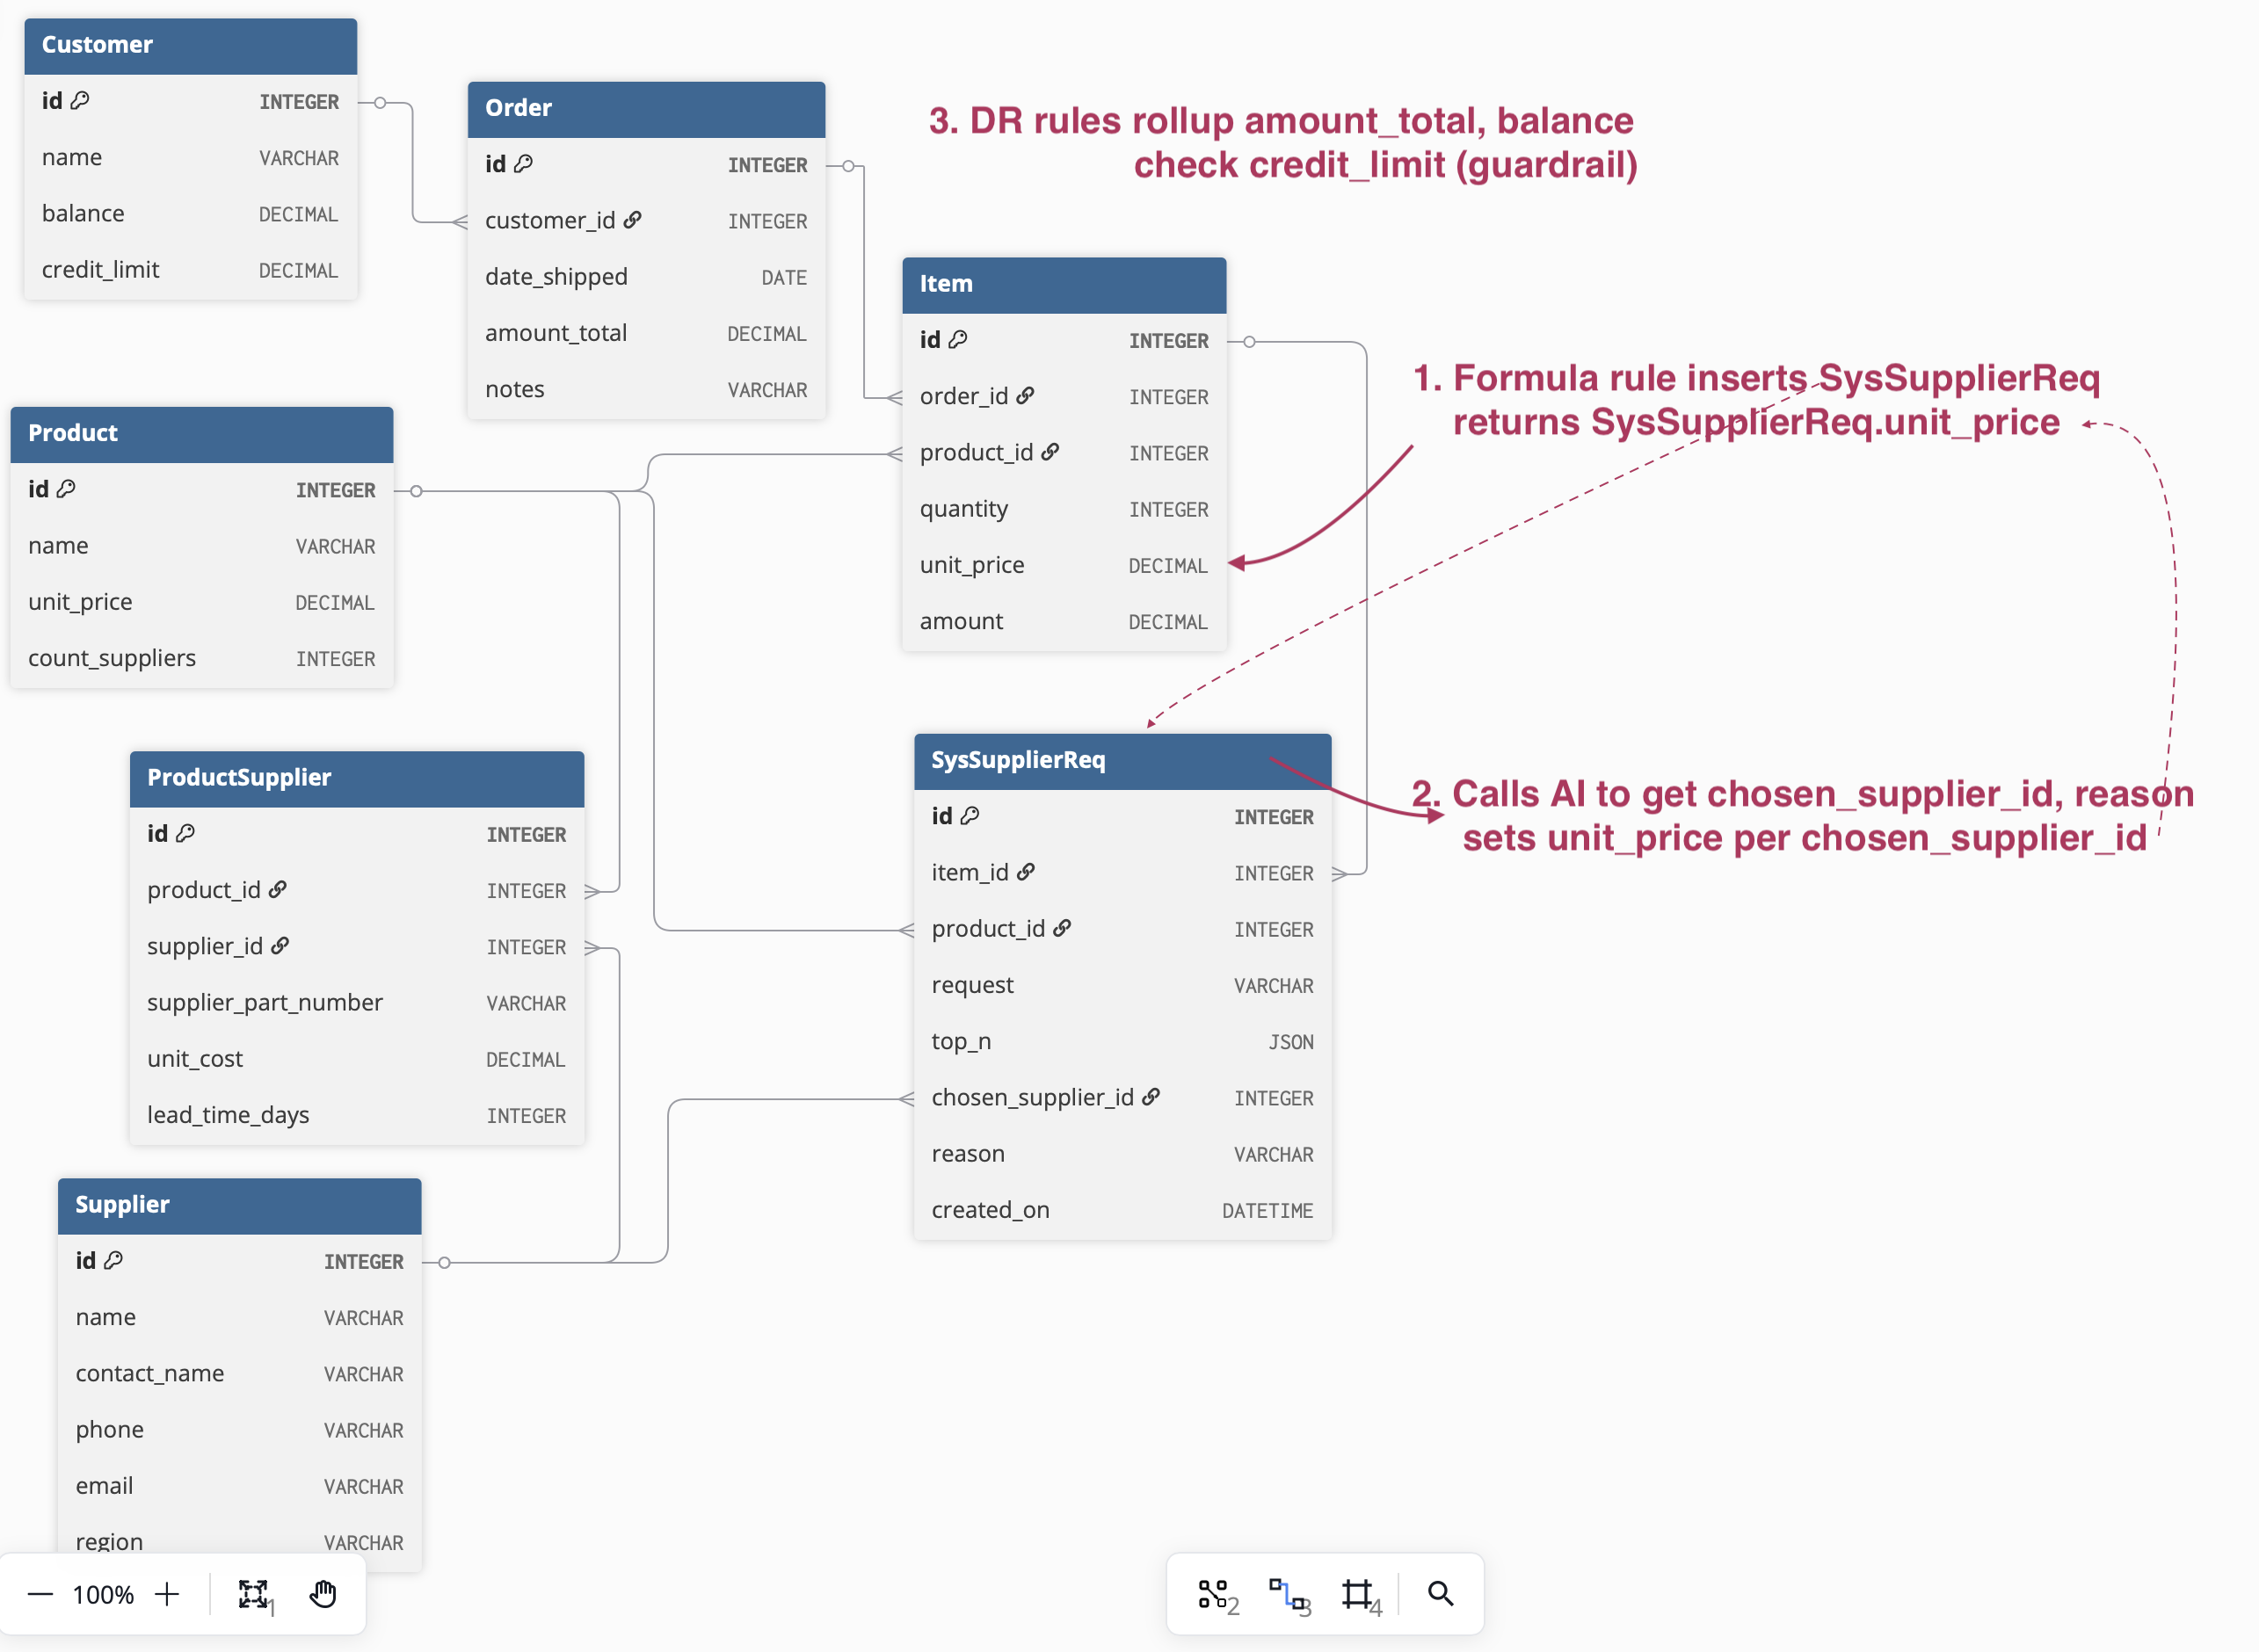 Customer
id INTEGER
name VARCHAR
balance DECIMAL
credit_limit DECIMAL
Order
id INTEGER
customer_id INTEGER
date_shipped DATE
amount_total DECIMAL
notes VARCHAR
3. DR rules rollup amount_total, balance
check credit_limit (guardrail)
Item
id INTEGER
order_id INTEGER
product_id INTEGER
quantity INTEGER
unit_price DECIMAL
amount DECIMAL
1. Formula rule inserts SysSupplierReq
returns SysSupplierReq.unit_price
Product
id INTEGER
name VARCHAR
unit_price DECIMAL
count_suppliers INTEGER
ProductSupplier
id INTEGER
product_id INTEGER
supplier_id INTEGER
supplier_part_number VARCHAR
unit_cost DECIMAL
lead_time_days INTEGER
SysSupplierReq
id INTEGER
item_id INTEGER
product_id INTEGER
request VARCHAR
top_n JSON
chosen_supplier_id INTEGER
reason VARCHAR
created_on DATETIME
2. Calls AI to get chosen_supplier_id, reason
sets unit_price per chosen_supplier_id
Supplier
id INTEGER
name VARCHAR
contact_name VARCHAR
phone VARCHAR
email VARCHAR
region VARCHAR
100% 1
2 3 4